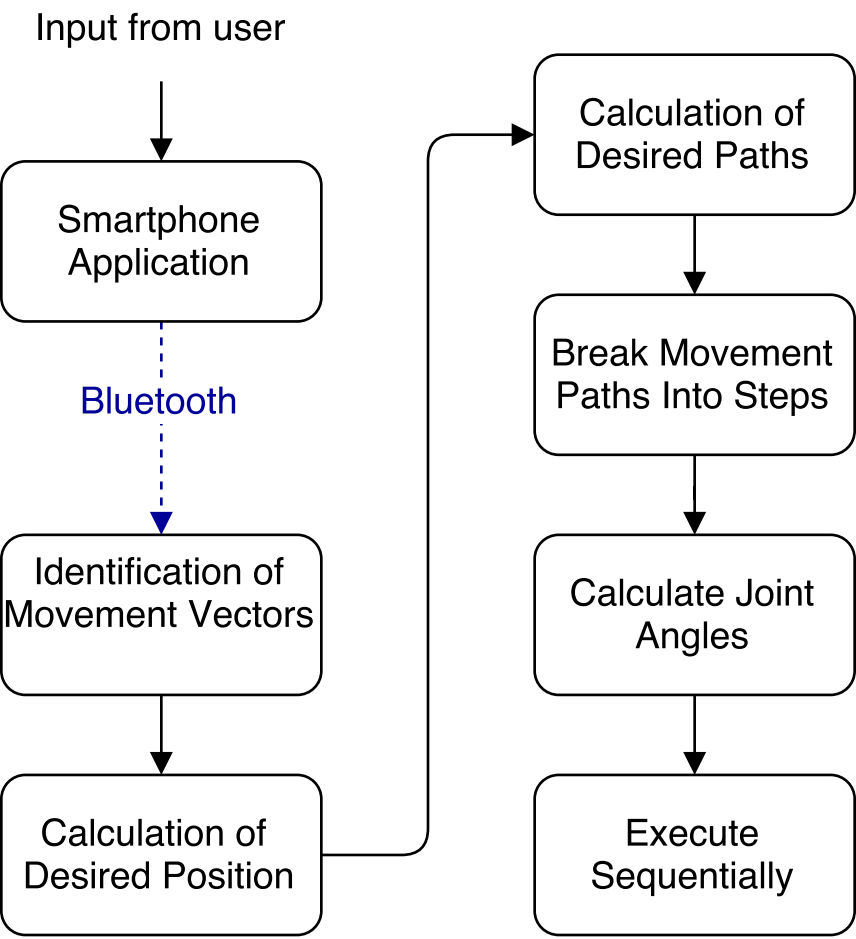 Input from user
Smartphone
Application
Bluetooth
Identification of
Movement Vectors
Calculation of
Desired Position
Calculation of
Desired Paths
Break Movement
Paths Into Steps
Calculate Joint
Angles
Execute
Sequentially